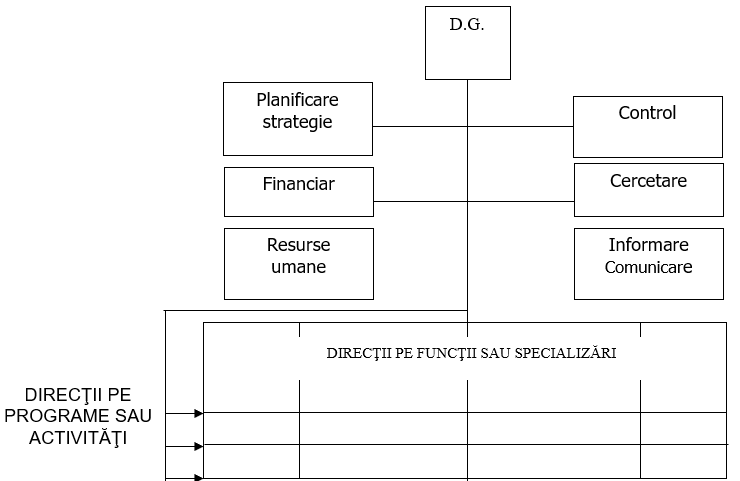 D.G.
Planificare
strategie
Control
Financiar
Cercetare
Resurse
umane
Informare
Comunicare
DIRECŢII PE FUNCŢII SAU SPECIALIZĂRI
DIRECŢII PE
PROGRAME SAU
ACTIVITĂŢI